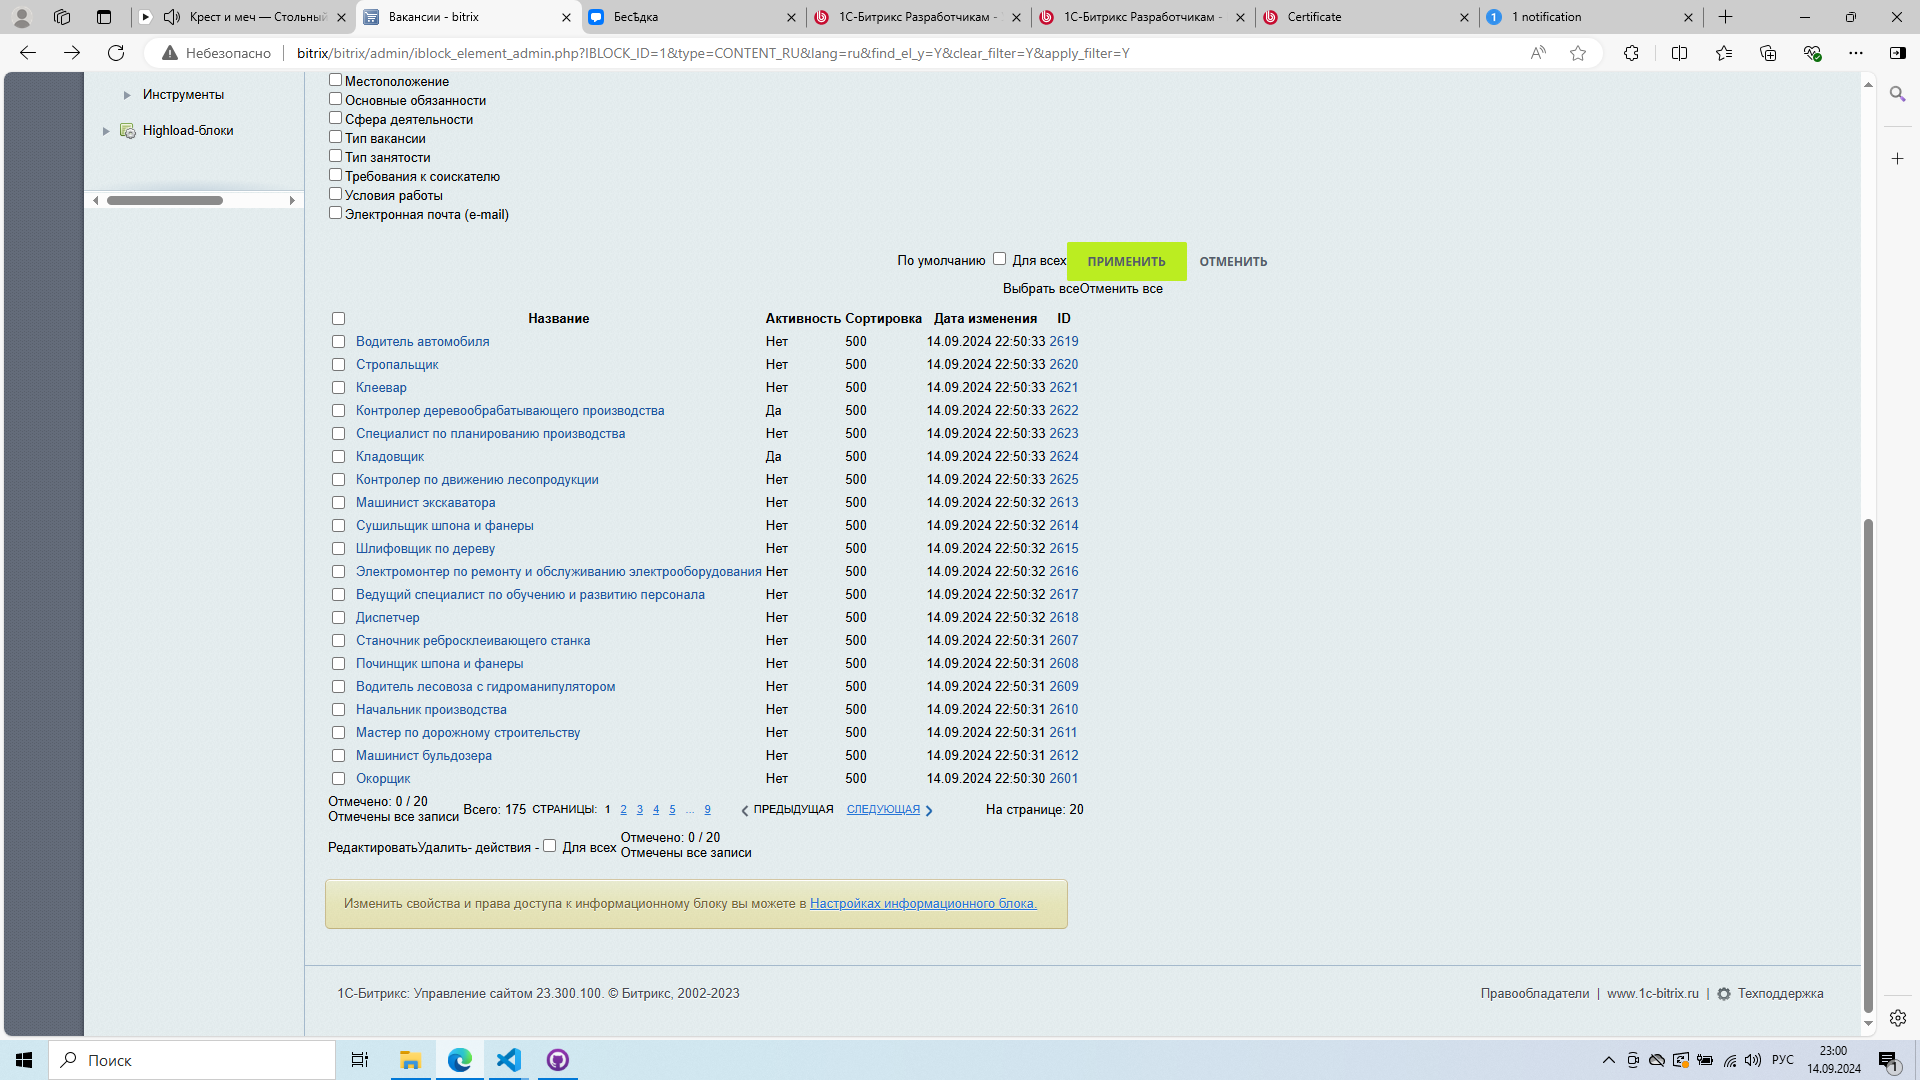 Крест и меч — Стольный
Вакансии - bitrix
БесѢдка
1С-Битрикс Разработчикам -
1С-Битрикс Разработчикам -
Certificate
1 1 notification
Небезопасно
bitrix/bitrix/admin/iblock_element_admin.php?IBLOCK_ID=1&type=CONTENT_RU&lang=ru&find_el_y=Y&clear_filter=Y&apply_filter=Y
Инструменты
Highload-блоки
Местоположение
Основные обязанности
Сфера деятельности
Тип вакансии
Тип занятости
Требования к соискателю
Условия работы
Электронная почта (e-mail)
По умолчанию Для всех ПРИМЕНИТЬ ОТМЕНИТЬ
Выбрать всеОтменить все
Название Активность Сортировка Дата изменения ID
Водитель автомобиля Нет 500 14.09.2024 22:50:33 2619
Стропальщик Нет 500 14.09.2024 22:50:33 2620
Клеевар Нет 500 14.09.2024 22:50:33 2621
Контролер деревообрабатывающего производства Да 500 14.09.2024 22:50:33 2622
Специалист по планированию производства Нет 500 14.09.2024 22:50:33 2623
Кладовщик Да 500 14.09.2024 22:50:33 2624
Контролер по движению лесопродукции Нет 500 14.09.2024 22:50:33 2625
Машинист экскаватора Нет 500 14.09.2024 22:50:32 2613
Сушильщик шпона и фанеры Нет 500 14.09.2024 22:50:32 2614
Шлифовщик по дереву Нет 500 14.09.2024 22:50:32 2615
Электромонтер по ремонту и обслуживанию электрооборудования Нет 500 14.09.2024 22:50:32 2616
Ведущий специалист по обучению и развитию персонала Нет 500 14.09.2024 22:50:32 2617
Диспетчер Нет 500 14.09.2024 22:50:32 2618
Станочник ребросклеивающего станка Нет 500 14.09.2024 22:50:31 2607
Починщик шпона и фанеры Нет 500 14.09.2024 22:50:31 2608
Водитель лесовоза с гидроманипулятором Нет 500 14.09.2024 22:50:31 2609
Начальник производства Нет 500 14.09.2024 22:50:31 2610
Мастер по дорожному строительству Нет 500 14.09.2024 22:50:31 2611
Машинист бульдозера Нет 500 14.09.2024 22:50:31 2612
Окорщик Нет 500 14.09.2024 22:50:30 2601
Отмечено: 0 / 20
Отмечены все записи
Всего: 175 СТРАНИЦЫ: 1 2 3 4 5 ... 9 ПРЕДЫДУЩАЯ СЛЕДУЮЩАЯ На странице: 20
РедактироватьУдалить- действия - Для всех
Отмечено: 0 / 20
Отмечены все записи
Изменить свойства и права доступа к информационному блоку вы можете в Настройках информационного блока.
1С-Битрикс: Управление сайтом 23.300.100. © Битрикс, 2002-2023
Правообладатели | www.1c-bitrix.ru | Техподдержка
Поиск
РУС
23:00
14.09.2024
1